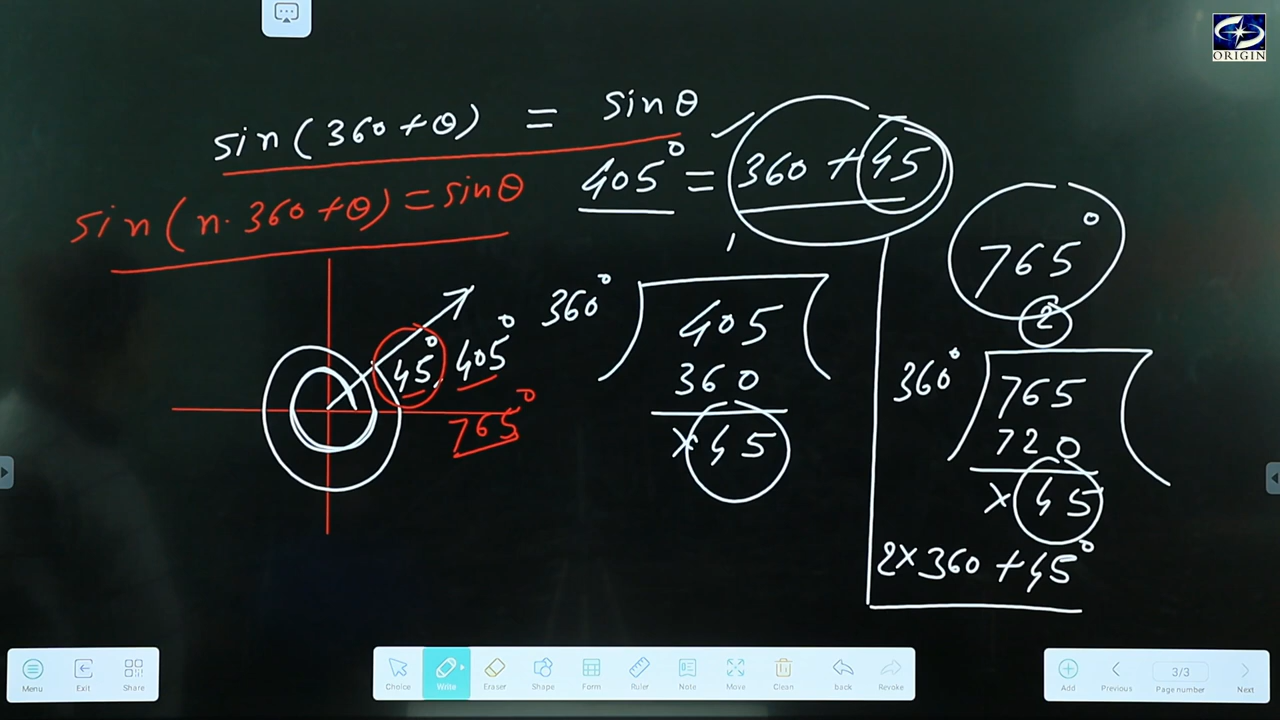 ORIGIN
sin(360+θ) = sinθ
405° = 360 + 45
sin(n·360+θ) = sinθ
765°
360° ) 405 (
360
× 45
45°, 405°
765°
2
360° ) 765 (
720
× 45
2×360 + 45°
Menu Exit Share
Choice Write Eraser Shape Form Ruler Note Move Clean back Revoke
Add Previous 3/3 Page number Next